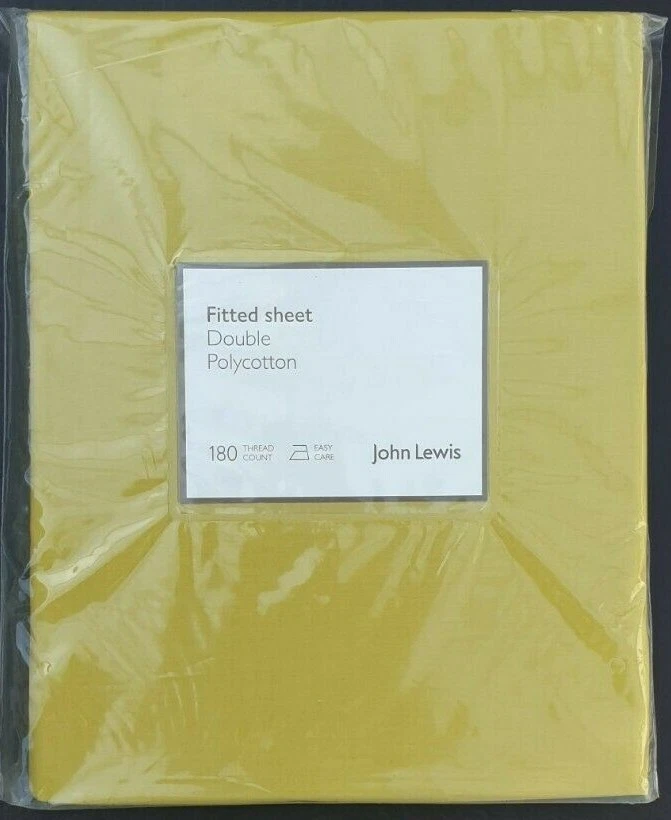 Fitted sheet
Double
Polycotton
180 THREAD COUNT EASY CARE John Lewis